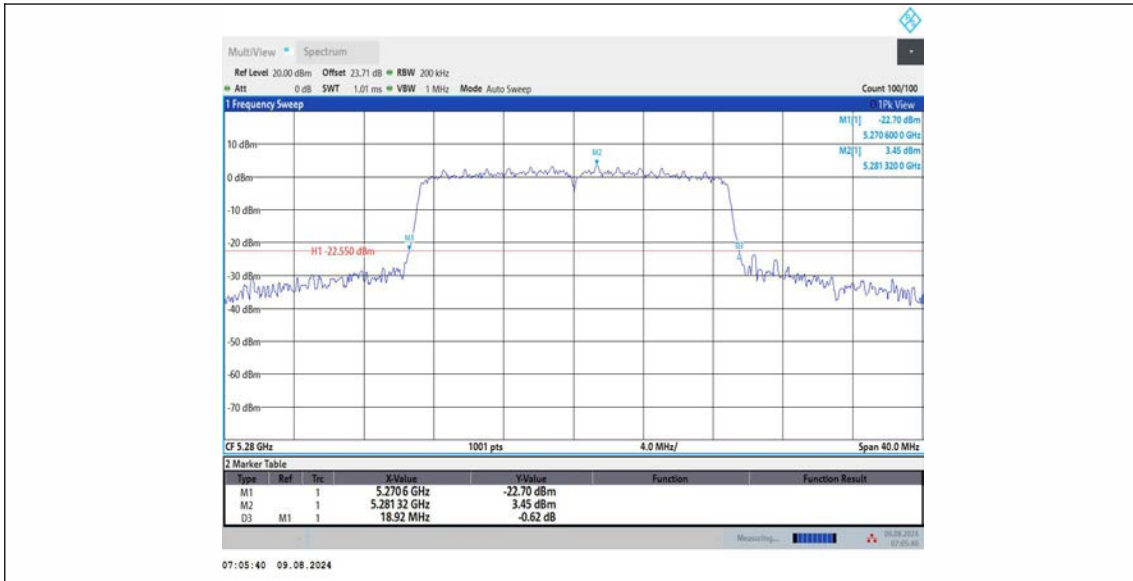 MultiView Spectrum
Ref Level 20.00 dBm Offset 23.71 dB RBW 200 kHz
Att 0 dB SWT 1.01 ms VBW 1 MHz Mode Auto Sweep Count 100/100
1 Frequency Sweep 1Pk View
M1[1] -22.70 dBm
5.270 600 0 GHz
10 dBm
M2
M2[1] 3.45 dBm
5.281 320 0 GHz
0 dBm
-10 dBm
-20 dBm
M1
D3
H1 -22.550 dBm
-30 dBm
-40 dBm
-50 dBm
-60 dBm
-70 dBm
CF 5.28 GHz 1001 pts 4.0 MHz/ Span 40.0 MHz
2 Marker Table
Type Ref Trc X-Value Y-Value Function Function Result
M1 1 5.2706 GHz -22.70 dBm
M2 1 5.28132 GHz 3.45 dBm
D3 M1 1 18.92 MHz -0.62 dB
Measuring... 09.08.2024
07:05:40
07:05:40 09.08.2024